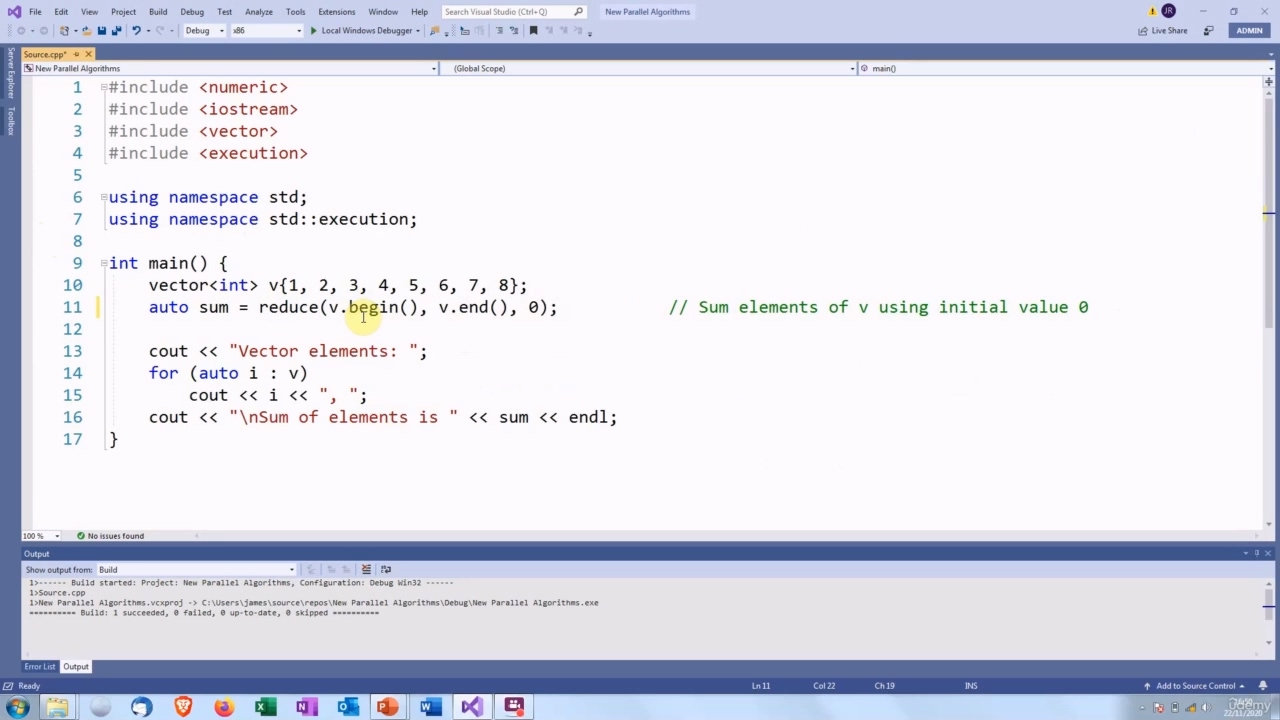 File Edit View Project Build Debug Test Analyze Tools Extensions Window Help Search Visual Studio (Ctrl+Q) New Parallel Algorithms JR
Debug x86 Local Windows Debugger Live Share ADMIN
Server Explorer
Toolbox
Source.cpp*
New Parallel Algorithms (Global Scope) main()
1 #include <numeric>
2 #include <iostream>
3 #include <vector>
4 #include <execution>
5
6 using namespace std;
7 using namespace std::execution;
8
9 int main() {
10 vector<int> v{1, 2, 3, 4, 5, 6, 7, 8};
11 auto sum = reduce(v.begin(), v.end(), 0); // Sum elements of v using initial value 0
12
13 cout << "Vector elements: ";
14 for (auto i : v)
15 cout << i << ", ";
16 cout << "\nSum of elements is " << sum << endl;
17 }
100 % No issues found
Output
Show output from: Build
1>------ Build started: Project: New Parallel Algorithms, Configuration: Debug Win32 ------
1>Source.cpp
1>New Parallel Algorithms.vcxproj -> C:\Users\james\source\repos\New Parallel Algorithms\Debug\New Parallel Algorithms.exe
========== Build: 1 succeeded, 0 failed, 0 up-to-date, 0 skipped ==========
Error List Output
Ready Ln 11 Col 22 Ch 19 INS Add to Source Control
udemy
22/11/2020